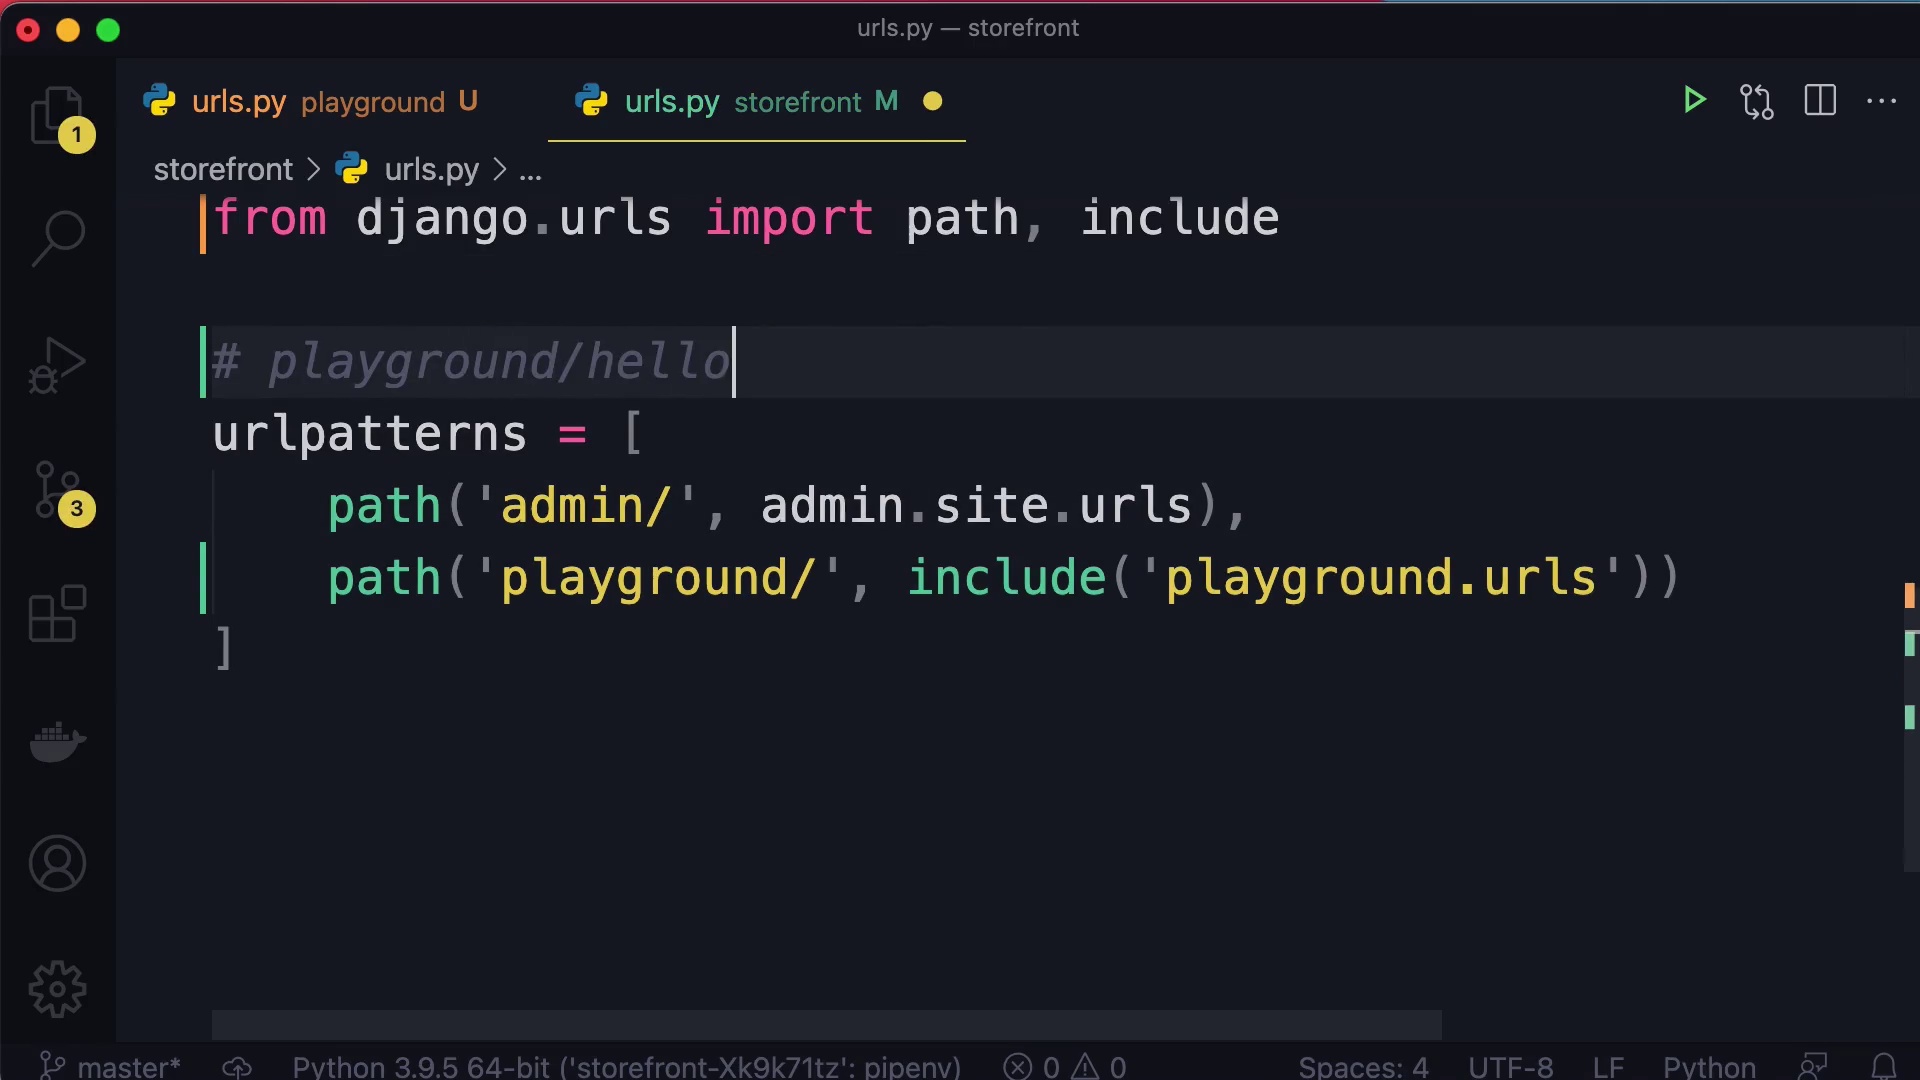 urls.py — storefront
urls.py playground U
urls.py storefront M
1
storefront > urls.py > ...
from django.urls import path, include
# playground/hello
urlpatterns = [
path('admin/', admin.site.urls),
3
path('playground/', include('playground.urls'))
]
master* Python 3.9.5 64-bit ('storefront-Xk9k71tz': pipenv) 0 0 Spaces: 4 UTF-8 LF Python